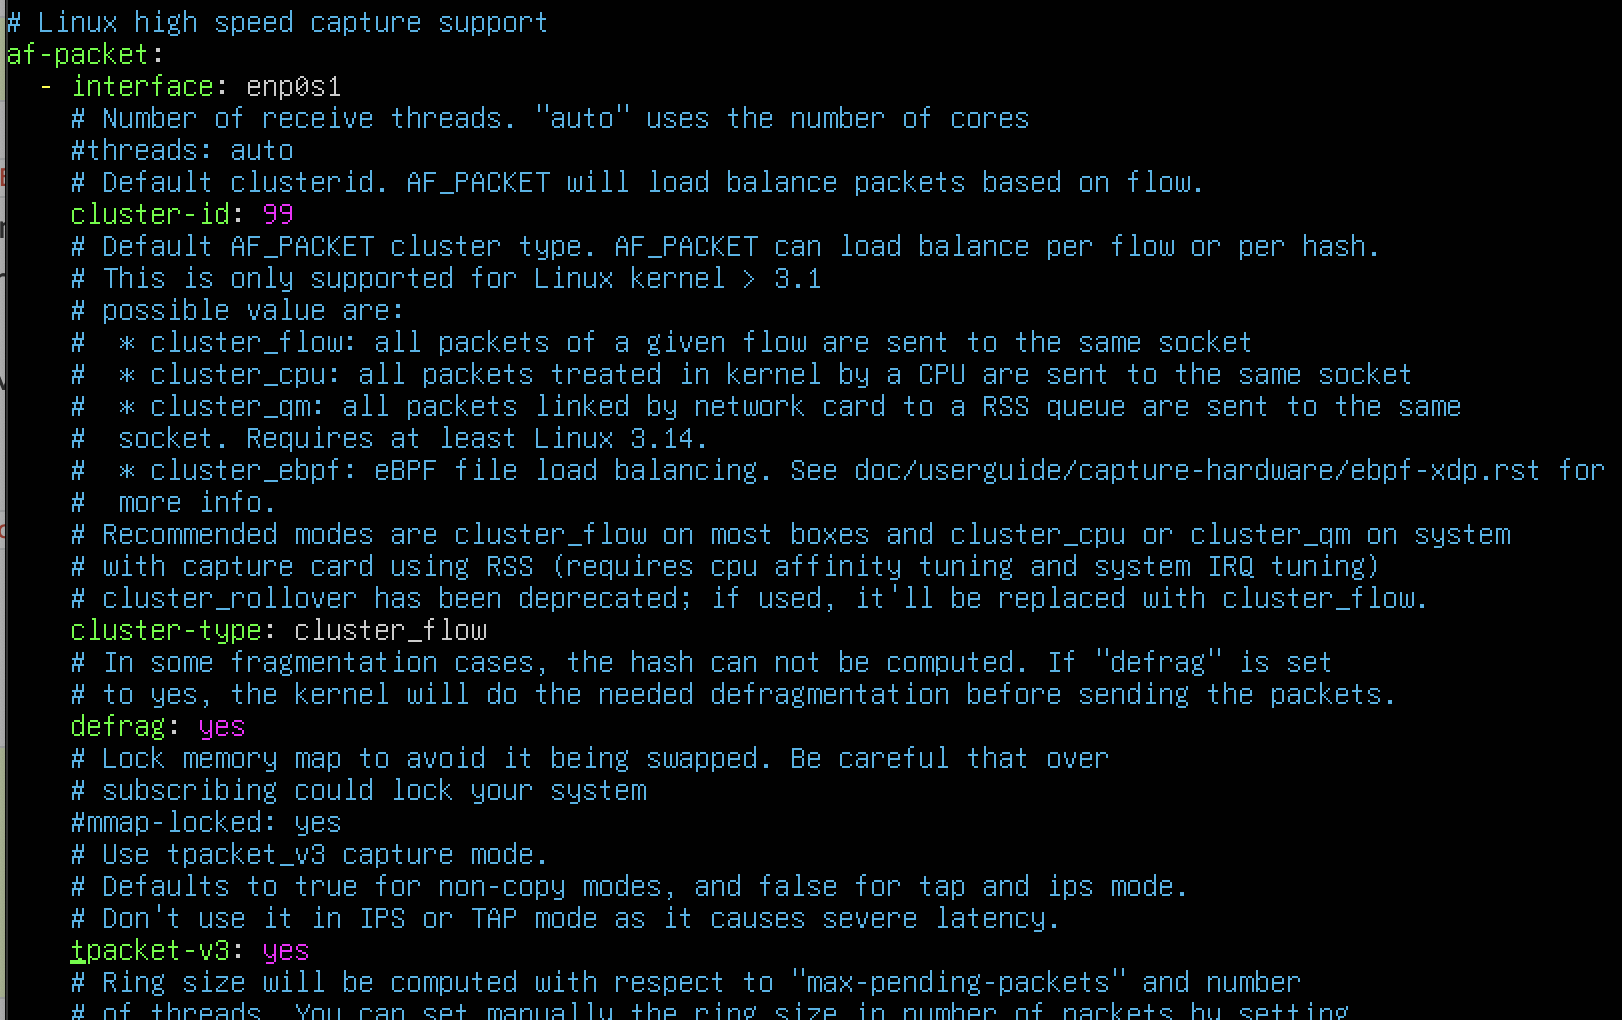 # Linux high speed capture support
af-packet:
  - interface: enp0s1
    # Number of receive threads. "auto" uses the number of cores
    #threads: auto
    # Default clusterid. AF_PACKET will load balance packets based on flow.
    cluster-id: 99
    # Default AF_PACKET cluster type. AF_PACKET can load balance per flow or per hash.
    # This is only supported for Linux kernel > 3.1
    # possible value are:
    #  * cluster_flow: all packets of a given flow are sent to the same socket
    #  * cluster_cpu: all packets treated in kernel by a CPU are sent to the same socket
    #  * cluster_qm: all packets linked by network card to a RSS queue are sent to the same
    #  socket. Requires at least Linux 3.14.
    #  * cluster_ebpf: eBPF file load balancing. See doc/userguide/capture-hardware/ebpf-xdp.rst for
    #  more info.
    # Recommended modes are cluster_flow on most boxes and cluster_cpu or cluster_qm on system
    # with capture card using RSS (requires cpu affinity tuning and system IRQ tuning)
    # cluster_rollover has been deprecated; if used, it'll be replaced with cluster_flow.
    cluster-type: cluster_flow
    # In some fragmentation cases, the hash can not be computed. If "defrag" is set
    # to yes, the kernel will do the needed defragmentation before sending the packets.
    defrag: yes
    # Lock memory map to avoid it being swapped. Be careful that over
    # subscribing could lock your system
    #mmap-locked: yes
    # Use tpacket_v3 capture mode.
    # Defaults to true for non-copy modes, and false for tap and ips mode.
    # Don't use it in IPS or TAP mode as it causes severe latency.
    tpacket-v3: yes
    # Ring size will be computed with respect to "max-pending-packets" and number
    # of threads. You can set manually the ring size in number of packets by setting